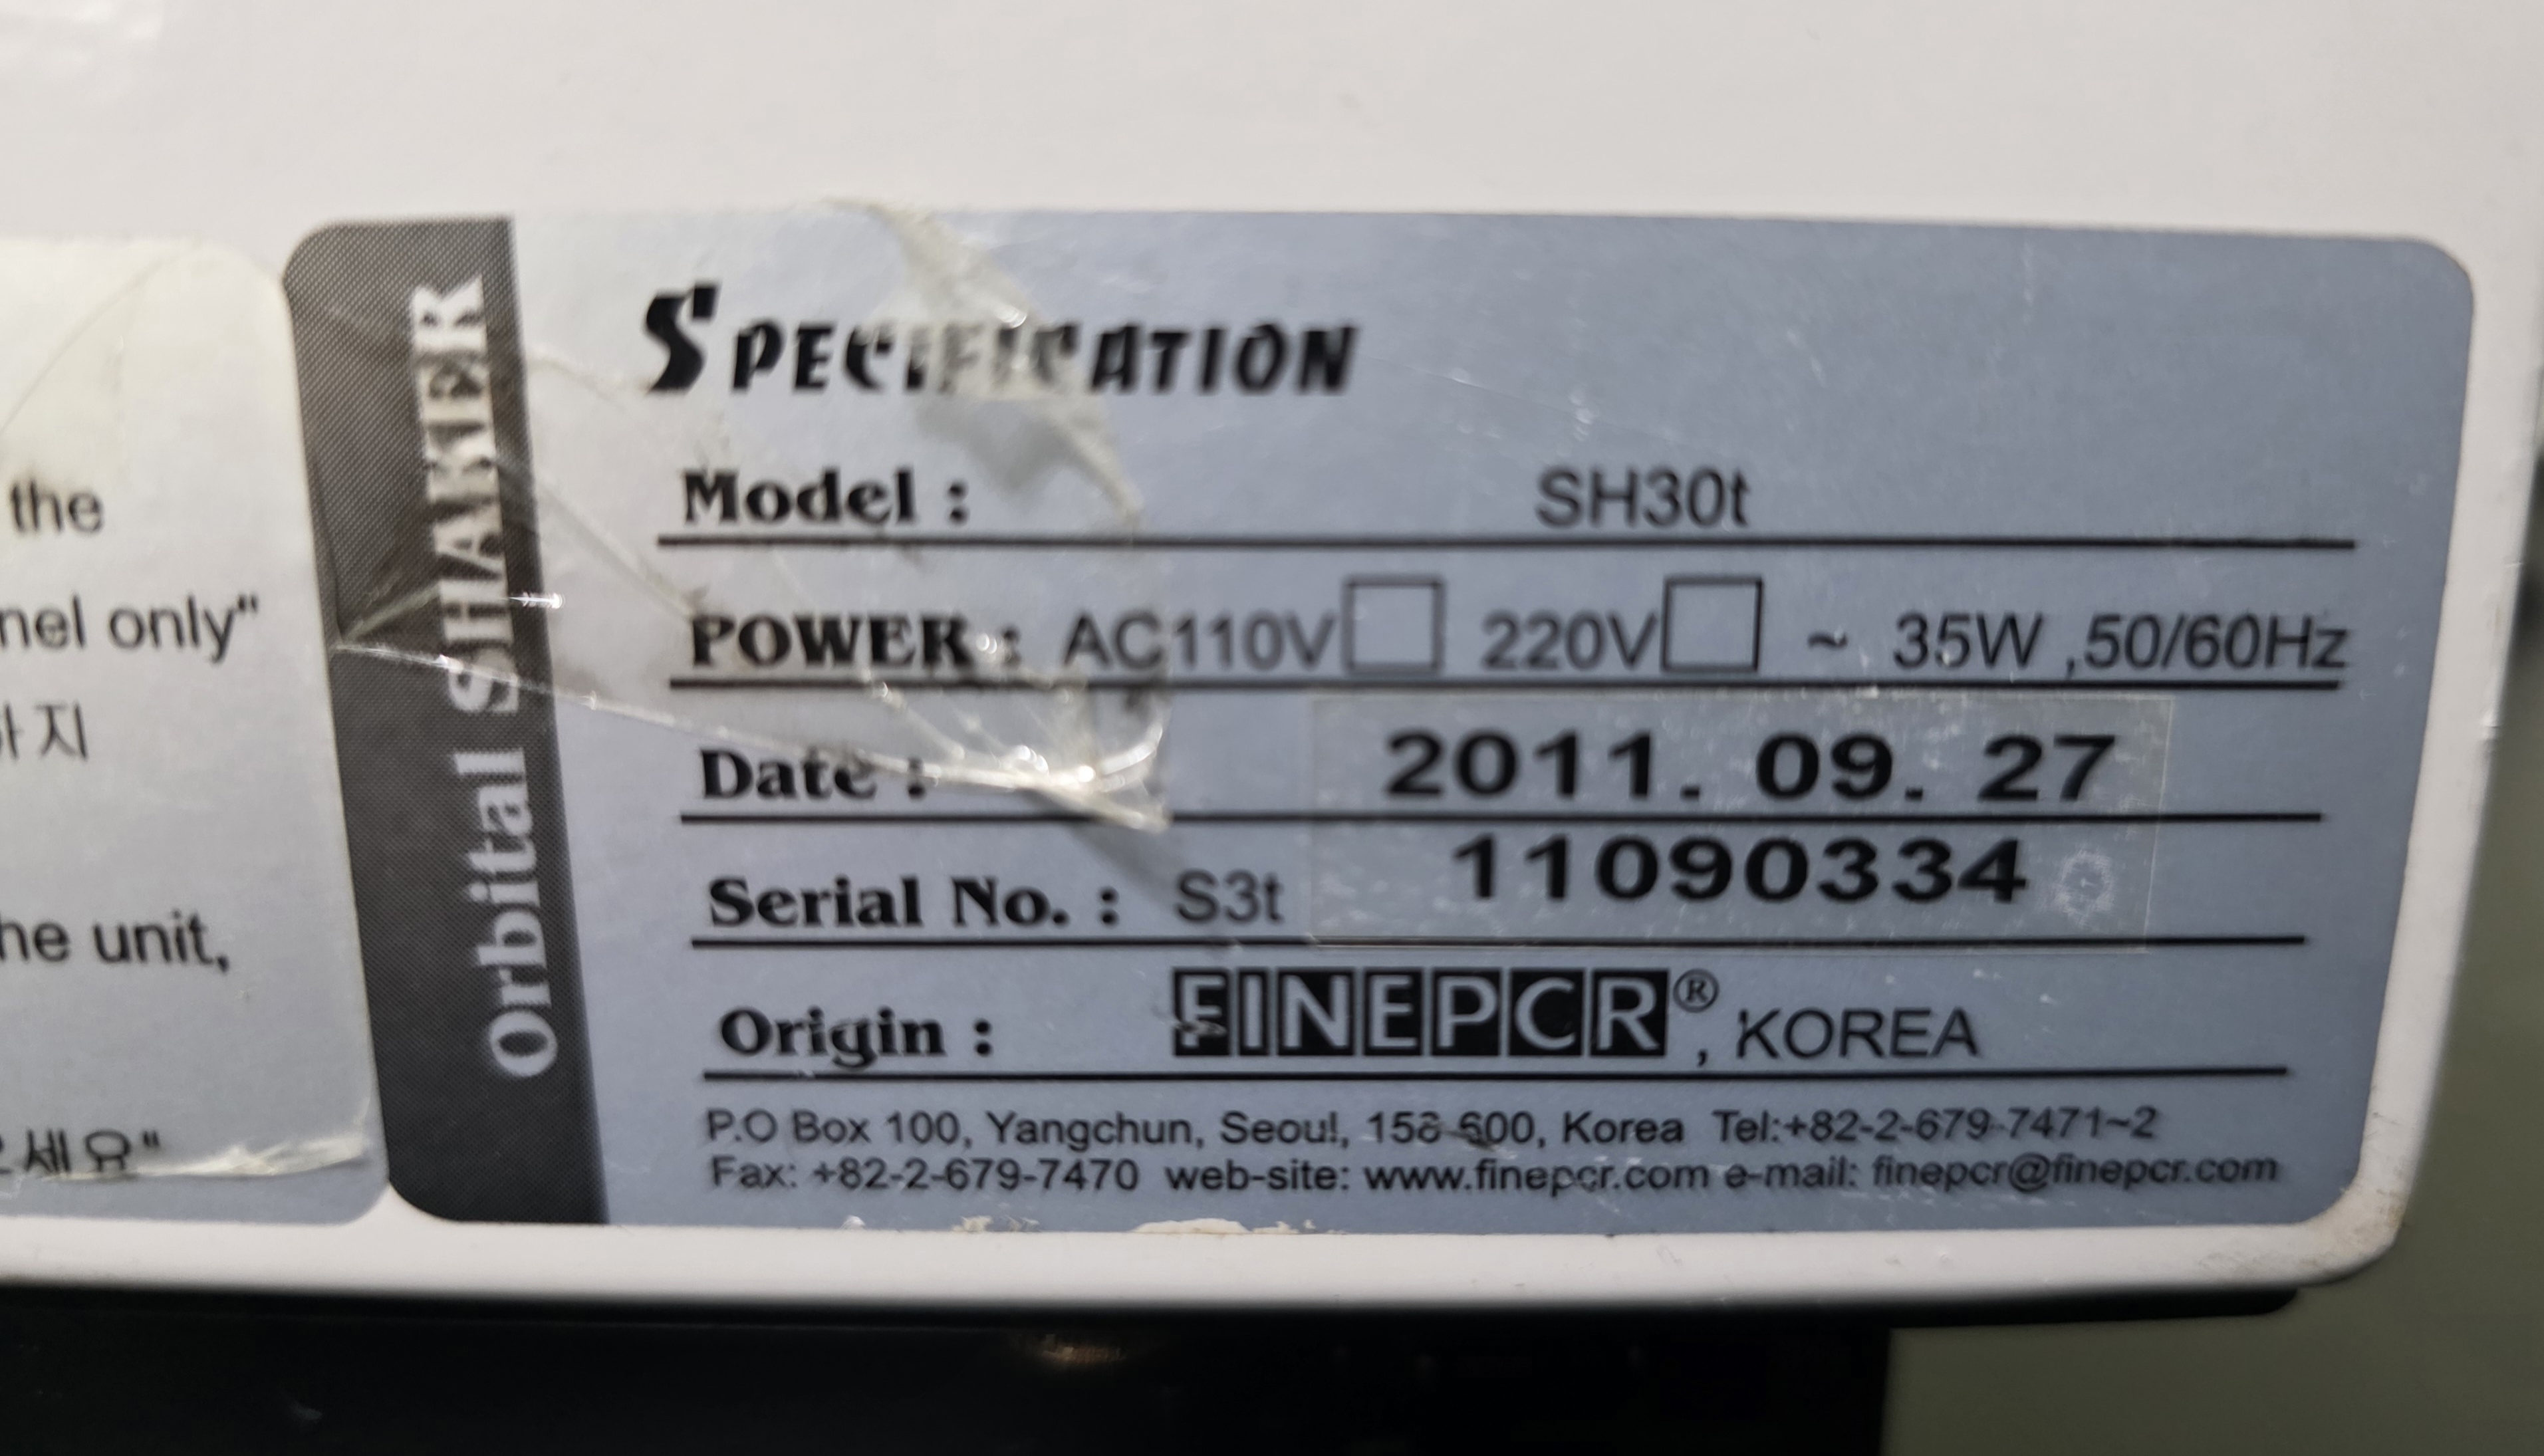 the
nel only"
하지
he unit,
세요"
Orbital SHAKER
SPECIFICATION
Model : SH30t
POWER : AC110V 220V ~ 35W ,50/60Hz
Date : 2011. 09. 27
Serial No. : S3t 11090334
Origin : FINEPCR® , KOREA
P.O Box 100, Yangchun, Seoul, 158-600, Korea Tel:+82-2-679-7471~2
Fax: +82-2-679-7470 web-site: www.finepcr.com e-mail: finepcr@finepcr.com